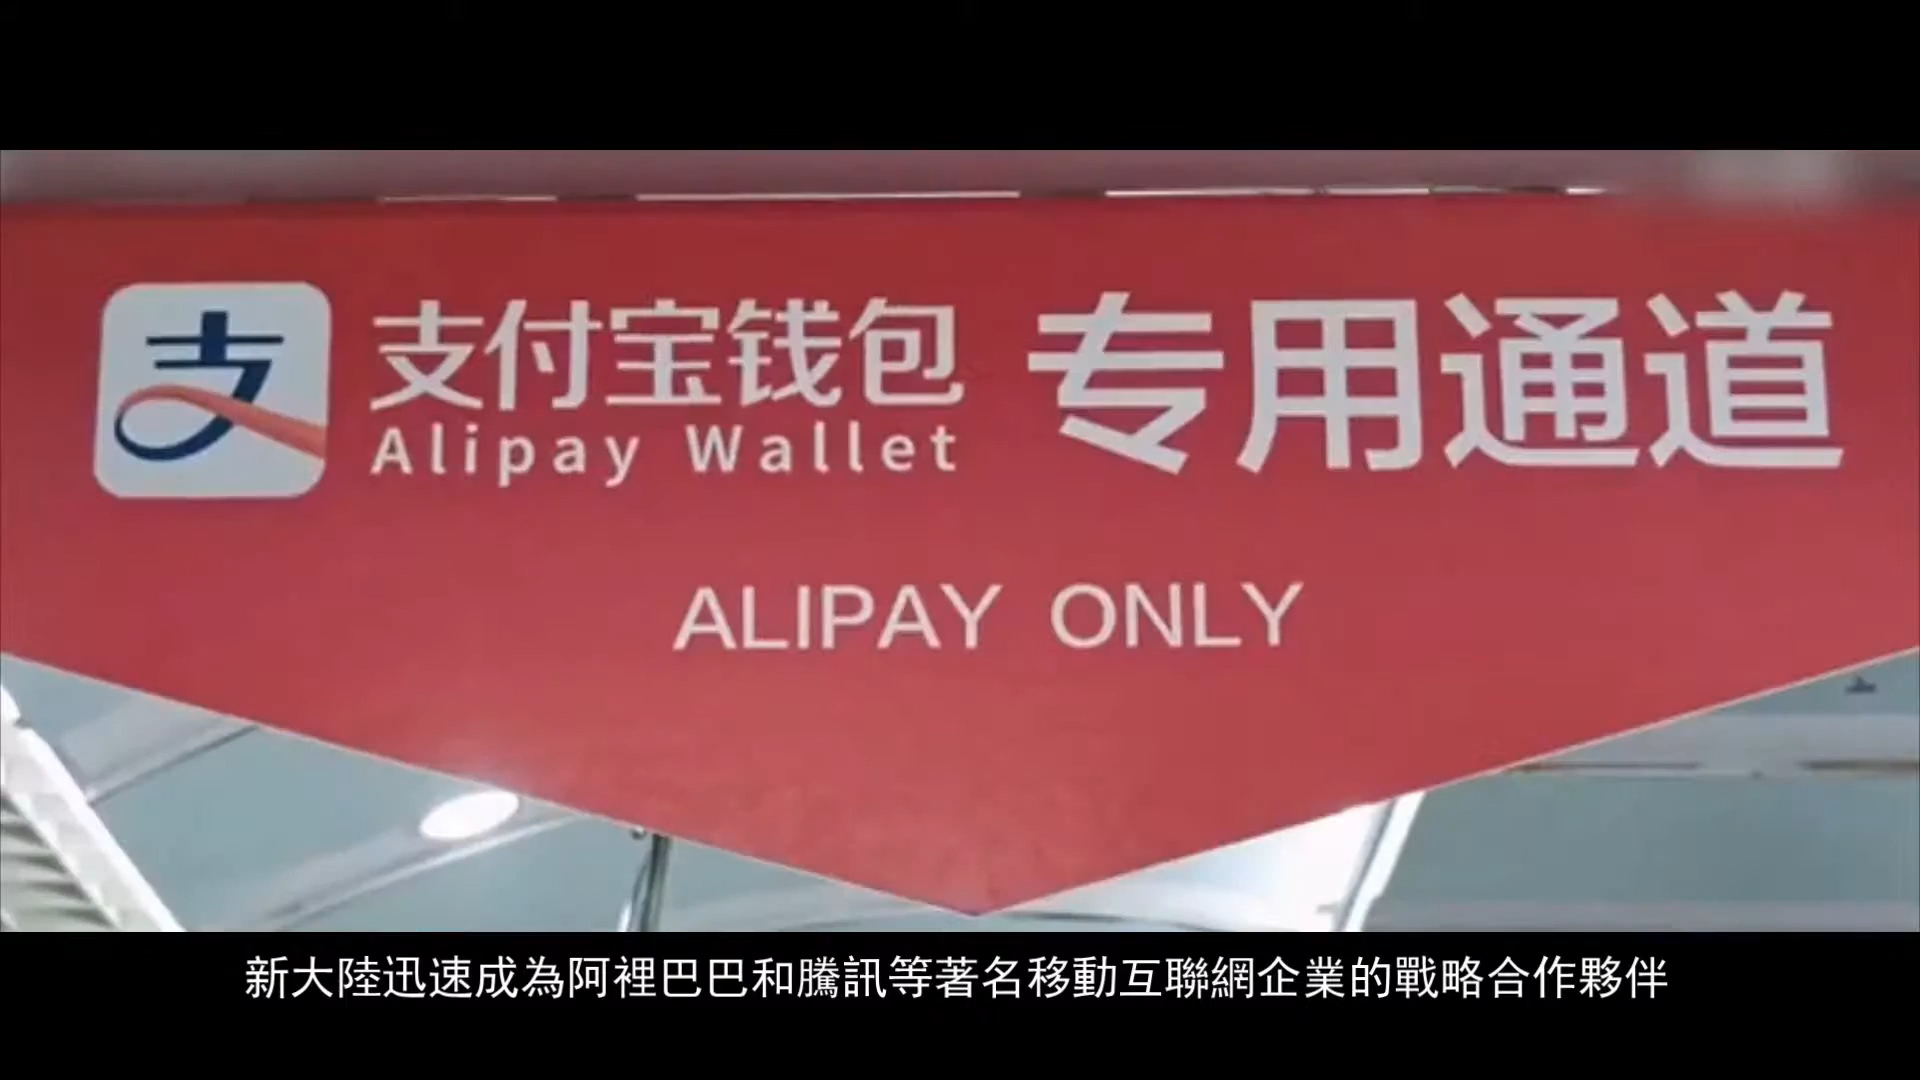 支
支付宝钱包 专用通道
Alipay Wallet
ALIPAY ONLY
新大陸迅速成為阿裡巴巴和騰訊等著名移動互聯網企業的戰略合作夥伴